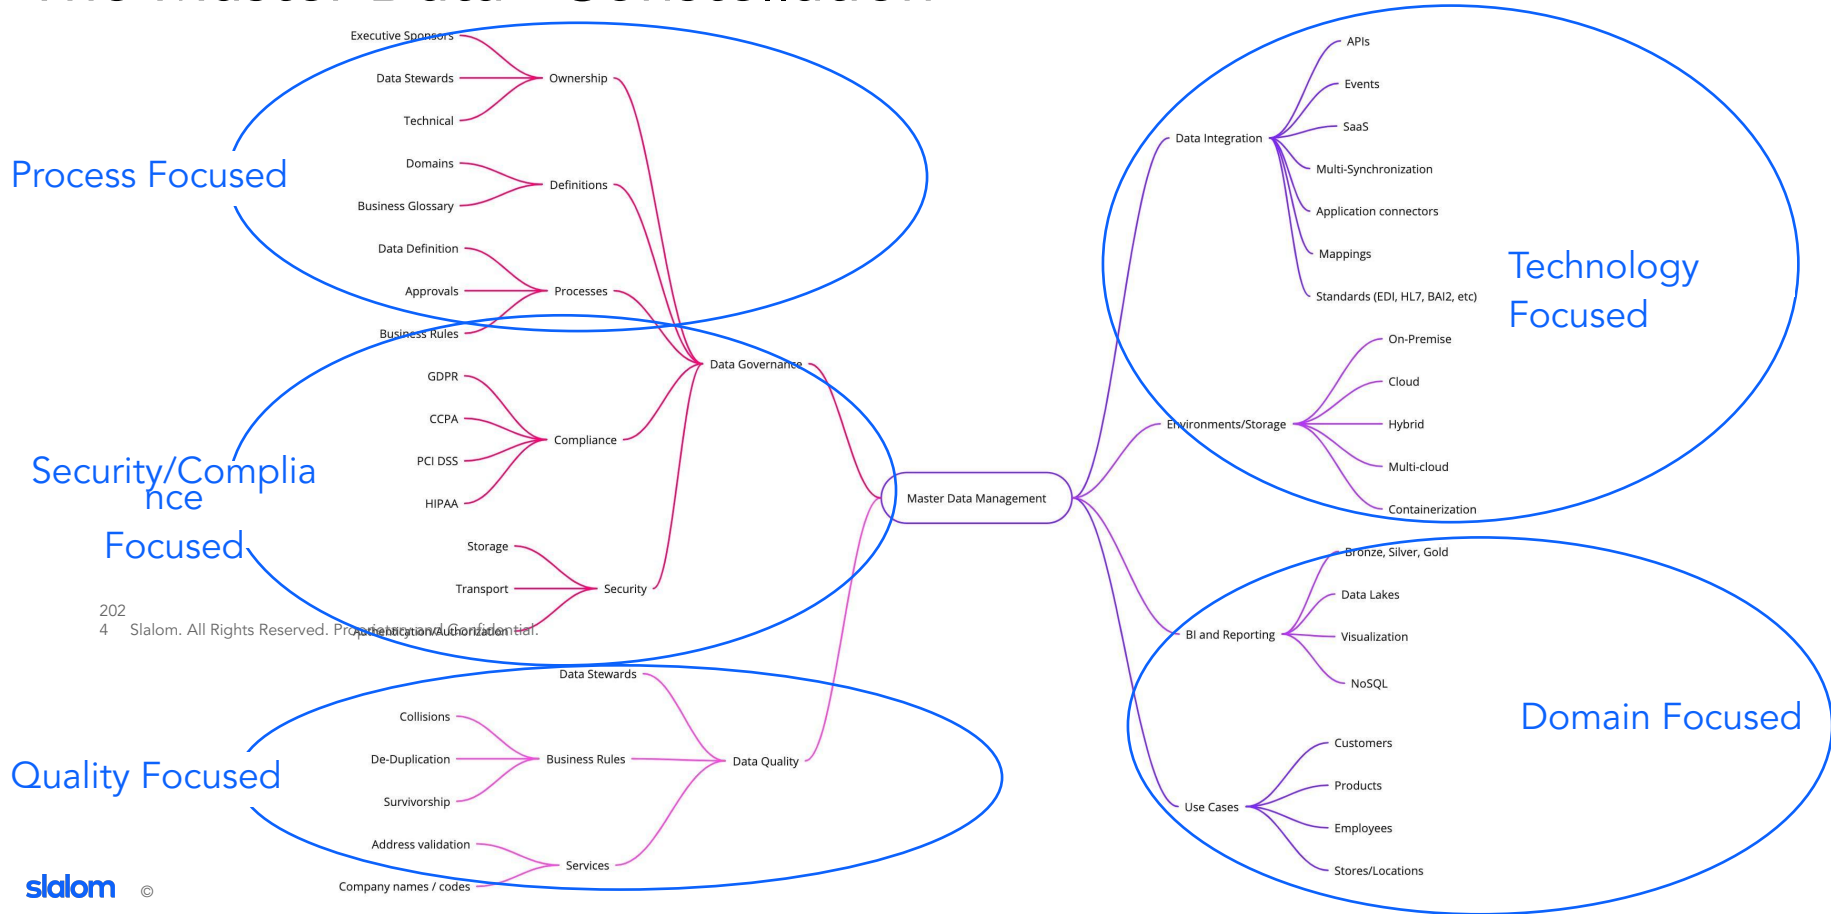 The Master Data Constellation
Executive Sponsors
Data Stewards
Technical
Ownership
Domains
Business Glossary
Definitions
Data Definition
Approvals
Business Rules
Processes
Process Focused
GDPR
CCPA
PCI DSS
HIPAA
Compliance
Storage
Transport
Authentication/Authorization
Security
Data Governance
Security/Complia
nce
Focused
Data Stewards
Collisions
De-Duplication
Survivorship
Business Rules
Address validation
Company names / codes
Services
Data Quality
Quality Focused
Master Data Management
APIs
Events
SaaS
Multi-Synchronization
Application connectors
Mappings
Standards (EDI, HL7, BAI2, etc)
Data Integration
Technology
Focused
On-Premise
Cloud
Hybrid
Multi-cloud
Containerization
Environments/Storage
Bronze, Silver, Gold
Data Lakes
Visualization
NoSQL
BI and Reporting
Domain Focused
Customers
Products
Employees
Stores/Locations
Use Cases
202
4 Slalom. All Rights Reserved. Proprietary and Confidential.
slalom ©